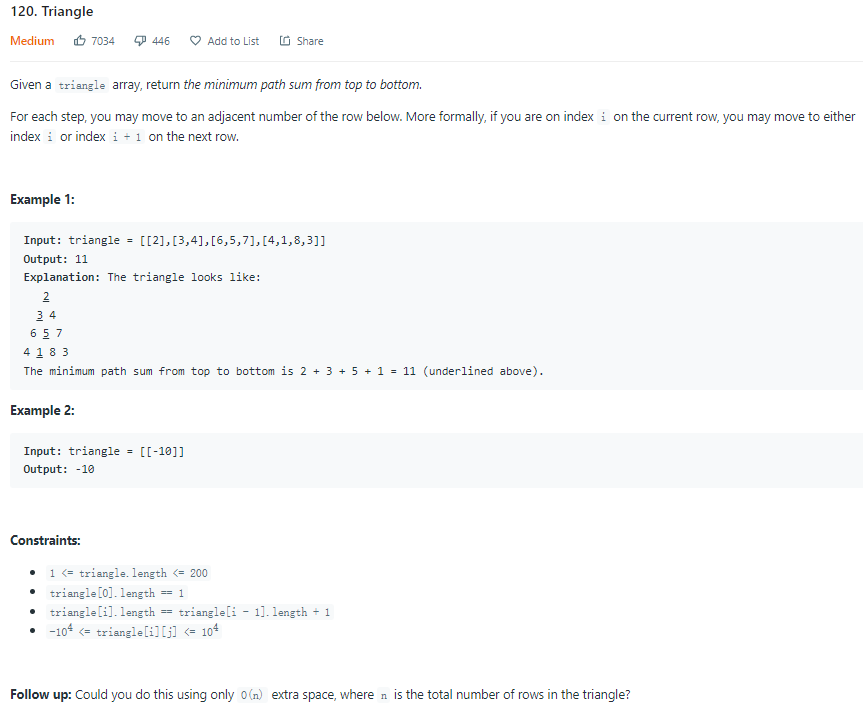 120. Triangle
Medium 7034 446 Add to List Share
Given a triangle array, return the minimum path sum from top to bottom.
For each step, you may move to an adjacent number of the row below. More formally, if you are on index i on the current row, you may move to either
index i or index i + 1 on the next row.
Example 1:
Input: triangle = [[2],[3,4],[6,5,7],[4,1,8,3]]
Output: 11
Explanation: The triangle looks like:
2
3 4
6 5 7
4 1 8 3
The minimum path sum from top to bottom is 2 + 3 + 5 + 1 = 11 (underlined above).
Example 2:
Input: triangle = [[-10]]
Output: -10
Constraints:
• 1 <= triangle.length <= 200
• triangle[0].length == 1
• triangle[i].length == triangle[i - 1].length + 1
• -10⁴ <= triangle[i][j] <= 10⁴
Follow up: Could you do this using only O(n) extra space, where n is the total number of rows in the triangle?